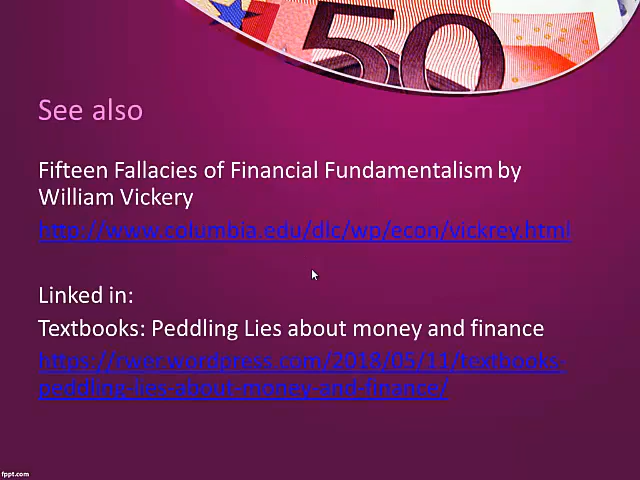 50
See also
Fifteen Fallacies of Financial Fundamentalism by
William Vickery
http://www.columbia.edu/dlc/wp/econ/vickrey.html
Linked in:
Textbooks: Peddling Lies about money and finance
https://rwer.wordpress.com/2018/05/11/textbooks-
peddling-lies-about-money-and-finance/
fppt.com